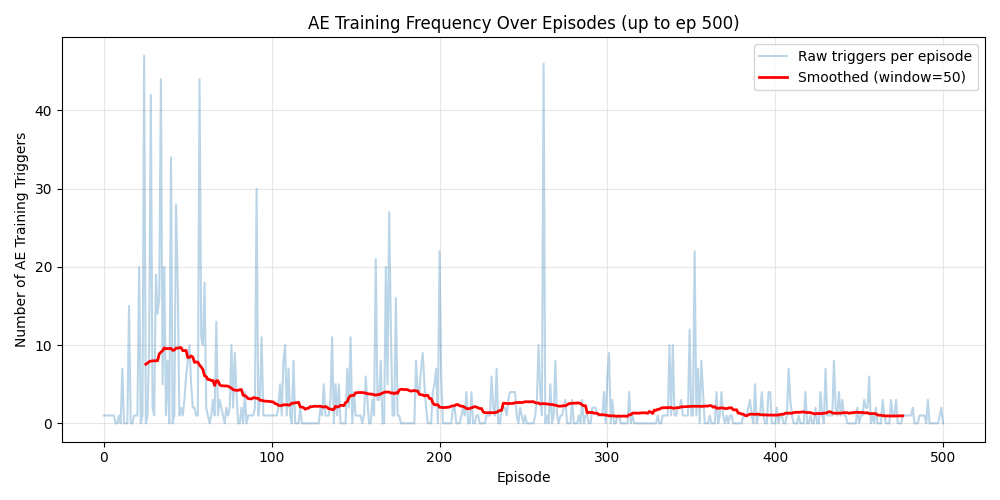 AE Training Frequency Over Episodes (up to ep 500)
Raw triggers per episode
Smoothed (window=50)
Number of AE Training Triggers
40
30
20
10
0
0 100 200 300 400 500
Episode